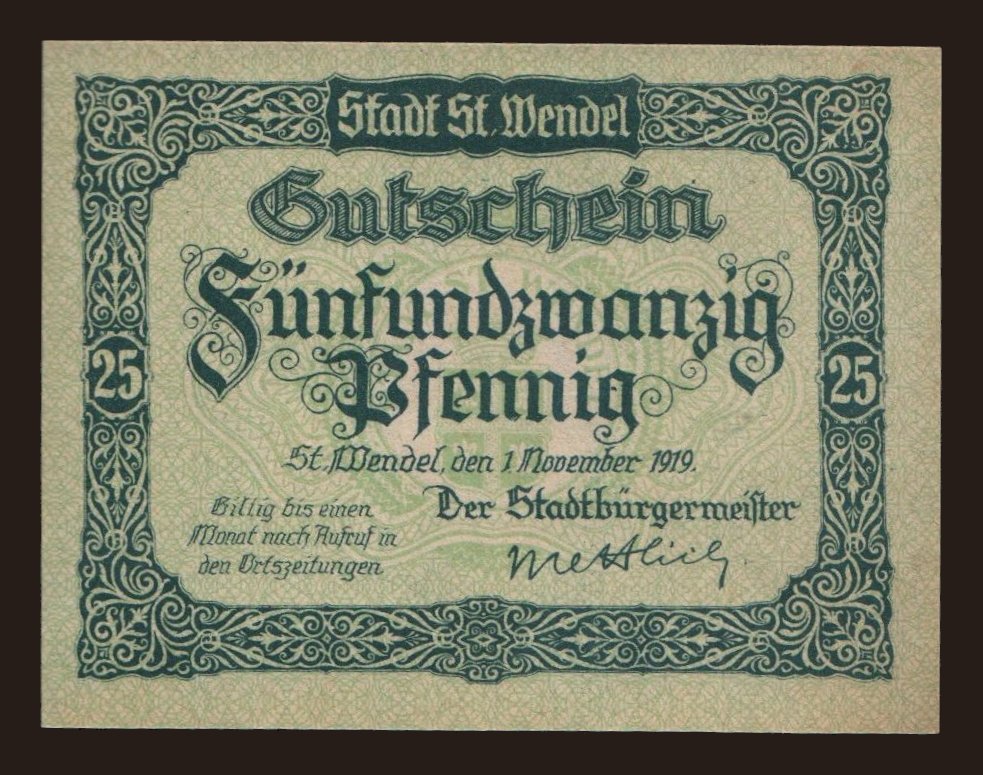 Stadt St. Wendel
Gutschein
Fünfundzwanzig
Pfennig
25
25
St. Wendel, den 1 November 1919.
Giltig bis einen
Monat nach Aufruf in
den Ortszeitungen
Der Stadtbürgermeister